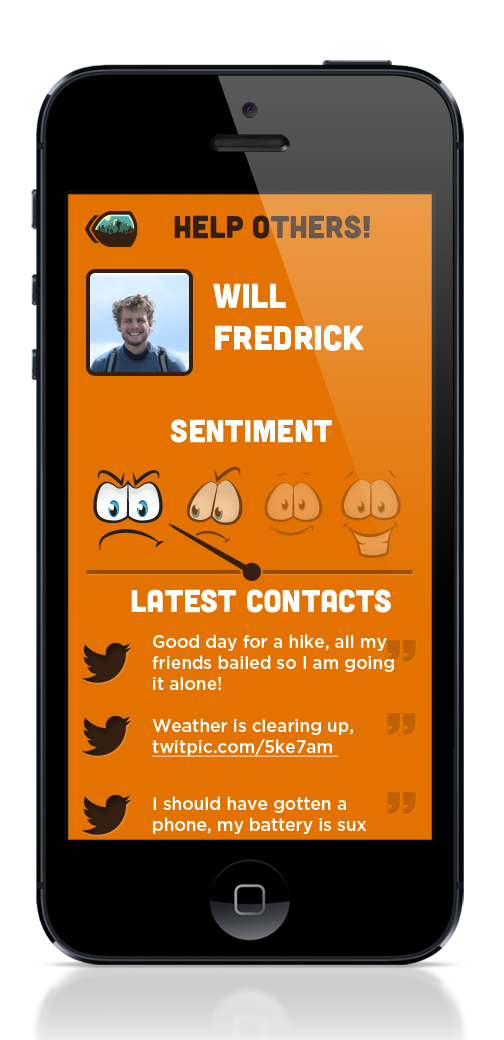 HELP OTHERS!
WILL
FREDRICK
SENTIMENT
LATEST CONTACTS
Good day for a hike, all my
friends bailed so I am going
it alone!
Weather is clearing up,
twitpic.com/5ke7am
I should have gotten a
phone, my battery is sux